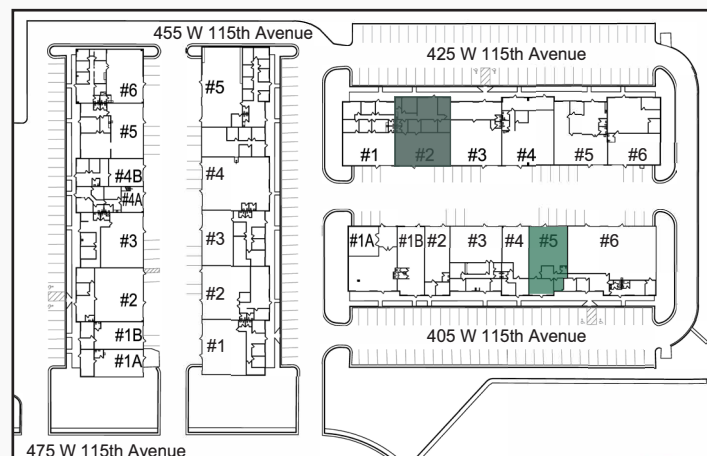 455 W 115th Avenue
425 W 115th Avenue
#6
#5
#4B
#4A
#3
#2
#1B
#1A
475 W 115th Avenue
#5
#4
#3
#2
#1
#1 #2 #3 #4 #5 #6
#1A #1B #2 #3 #4 #5 #6
405 W 115th Avenue